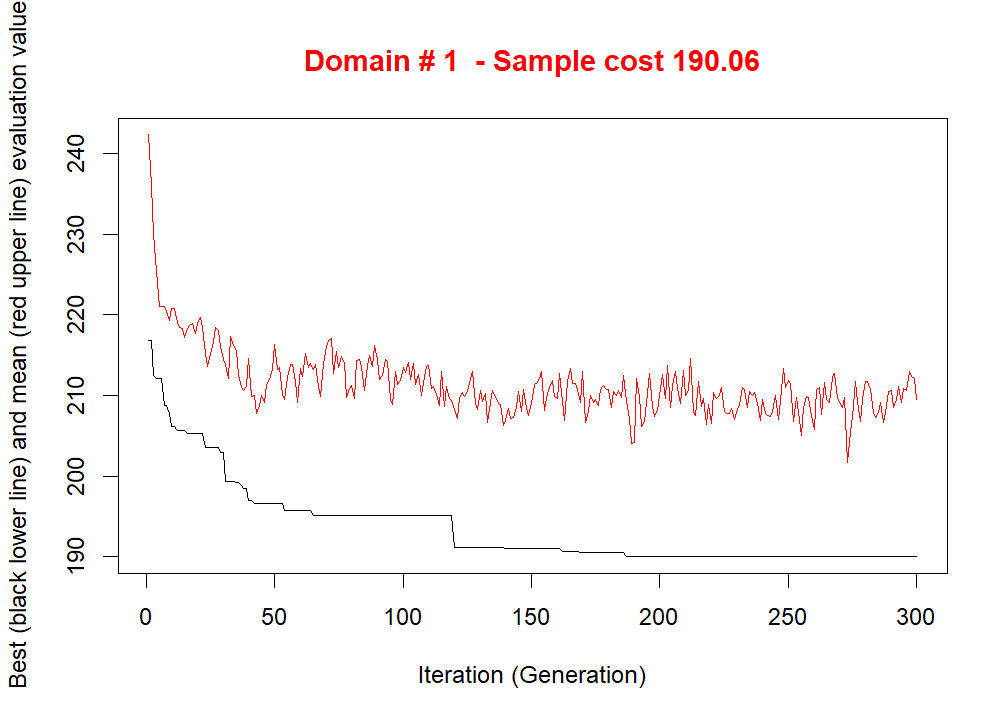 Domain # 1  - Sample cost 190.06
Best (black lower line) and mean (red upper line) evaluation value
240
230
220
210
200
190
0 50 100 150 200 250 300
Iteration (Generation)